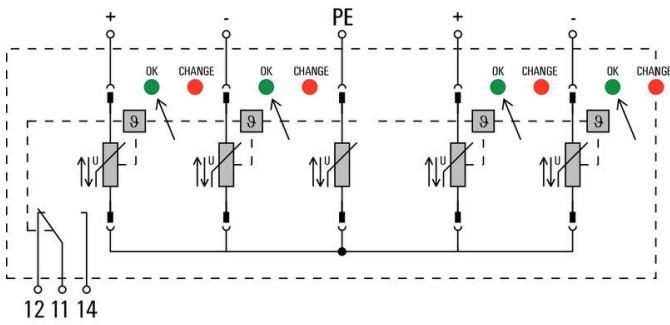 + - PE + -
OK CHANGE OK CHANGE OK CHANGE OK CHANGE
ϑ ϑ ϑ ϑ
U U U U U
12 11 14